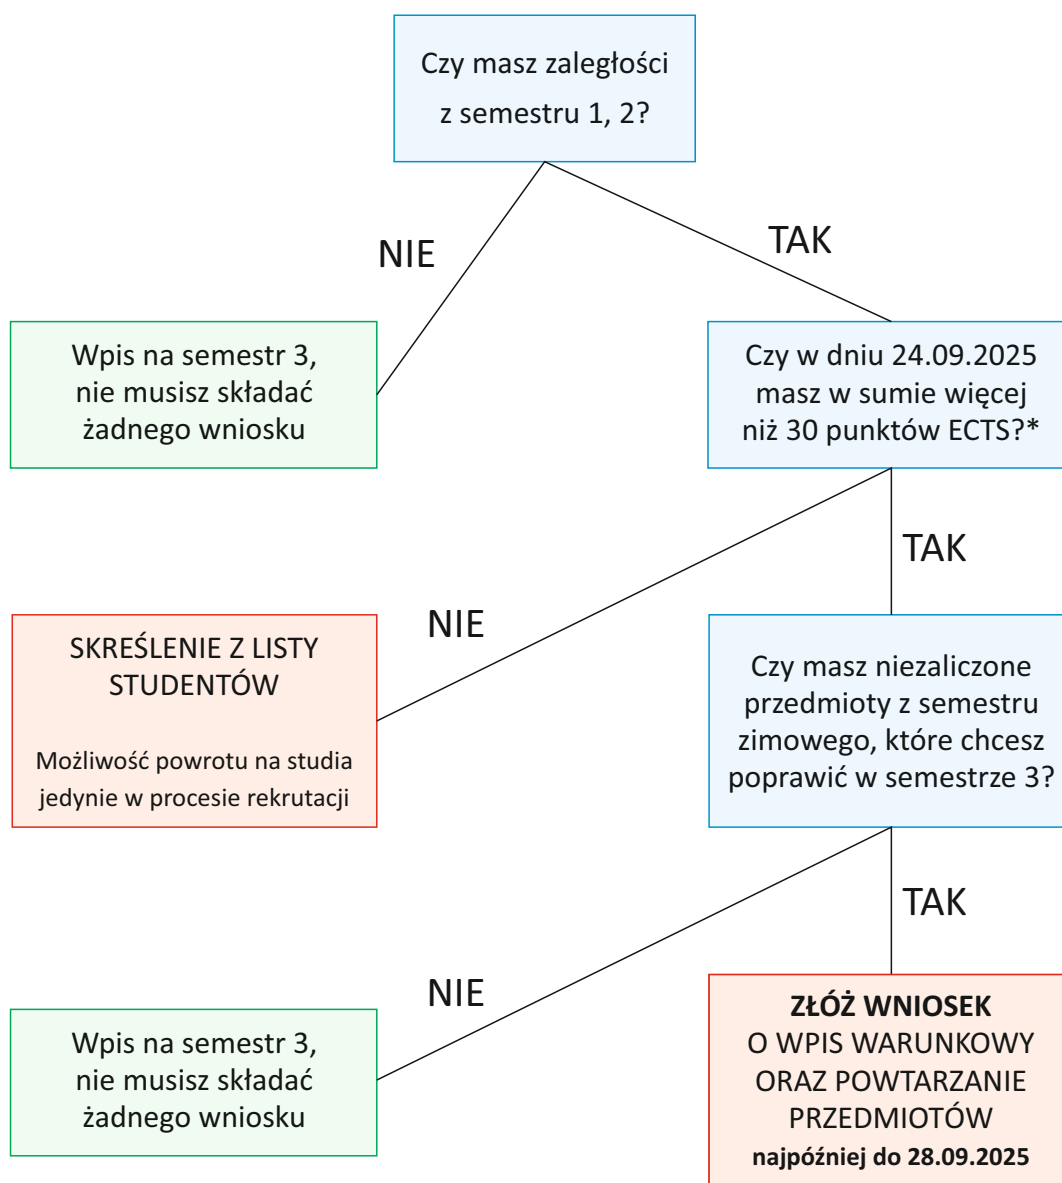 Czy masz zaległości
z semestru 1, 2?
NIE
TAK
Wpis na semestr 3,
nie musisz składać
żadnego wniosku
Czy w dniu 24.09.2025
masz w sumie więcej
niż 30 punktów ECTS?*
NIE
TAK
SKREŚLENIE Z LISTY
STUDENTÓW
Możliwość powrotu na studia
jedynie w procesie rekrutacji
Czy masz niezaliczone
przedmioty z semestru
zimowego, które chcesz
poprawić w semestrze 3?
NIE
TAK
Wpis na semestr 3,
nie musisz składać
żadnego wniosku
ZŁÓŻ WNIOSEK
O WPIS WARUNKOWY
ORAZ POWTARZANIE
PRZEDMIOTÓW
najpóźniej do 28.09.2025